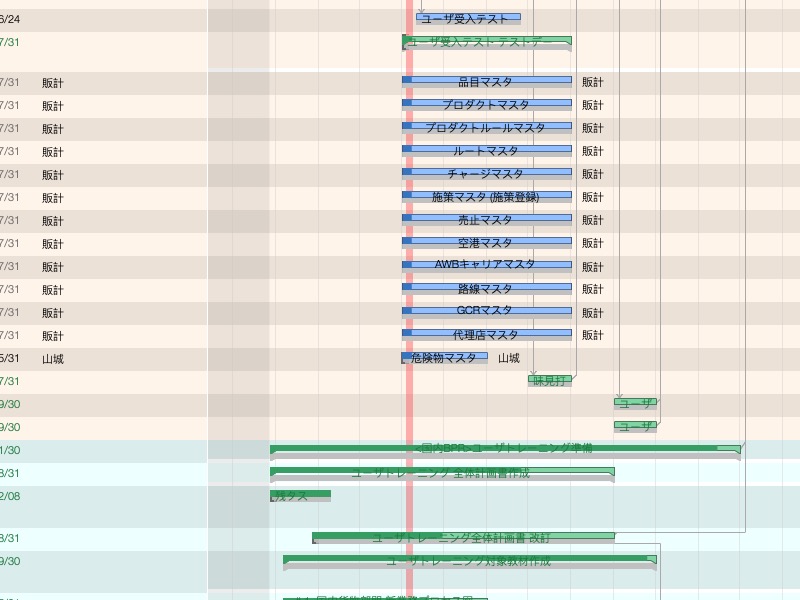 6/24 ユーザ受入テスト
7/31 ユーザ受入テスト テストデー
7/31 販計 品目マスタ 販計
7/31 販計 プロダクトマスタ 販計
7/31 販計 プロダクトルールマスタ 販計
7/31 販計 ルートマスタ 販計
7/31 販計 チャージマスタ 販計
7/31 販計 施策マスタ (施策登録) 販計
7/31 販計 売止マスタ 販計
7/31 販計 空港マスタ 販計
7/31 販計 AWBキャリアマスタ 販計
7/31 販計 路線マスタ 販計
7/31 販計 GCRマスタ 販計
7/31 販計 代理店マスタ 販計
5/31 山城 危険物マスタ 山城
7/31 味見打
9/30 ユーザ
9/30 ユーザ
1/30 <国内BPR>ユーザトレーニング準備
3/31 ユーザトレーニング 全体計画書作成
2/08 残タス
3/31 ユーザトレーニング全体計画書 改訂
9/30 ユーザトレーニング対象教材作成